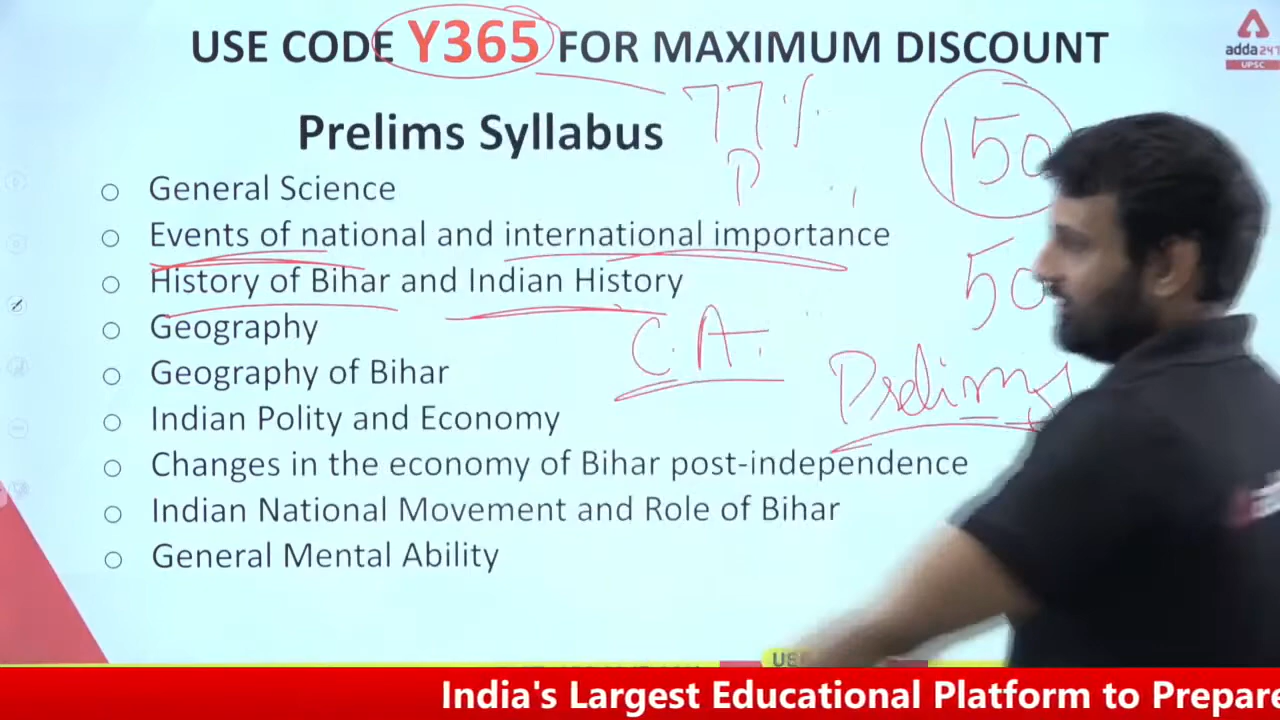 USE CODE Y365 FOR MAXIMUM DISCOUNT
adda247
UPSC
77%
150
Prelims Syllabus
P
General Science
Events of national and international importance
History of Bihar and Indian History
50
Geography
C.A.
Geography of Bihar
Prelims
Indian Polity and Economy
Changes in the economy of Bihar post-independence
Indian National Movement and Role of Bihar
General Mental Ability
India's Largest Educational Platform to Prepare